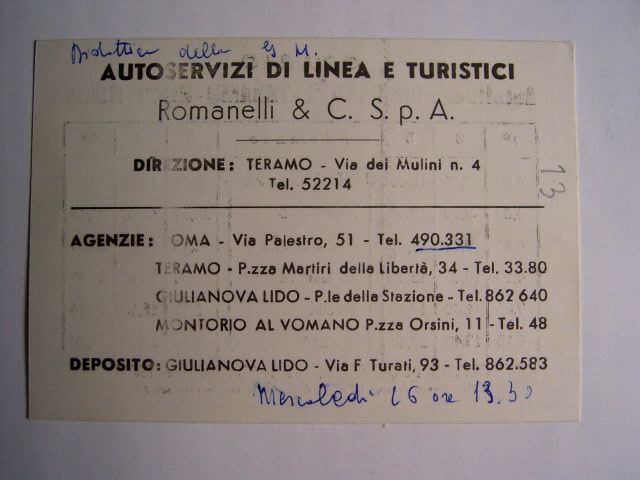 Didattica della G M.
AUTOSERVIZI DI LINEA E TURISTICI
Romanelli & C. S. p. A.
DIREZIONE: TERAMO - Via dei Mulini n. 4
Tel. 52214
13
AGENZIE: ROMA - Via Palestro, 51 - Tel. 490.331
TERAMO - P.zza Martiri della Libertà, 34 - Tel. 33.80
GIULIANOVA LIDO - P.le della Stazione - Tel. 862 640
MONTORIO AL VOMANO P.zza Orsini, 11 - Tel. 48
DEPOSITO: GIULIANOVA LIDO - Via F. Turati, 93 - Tel. 862.583
Mercoledì 16 ore 13.30